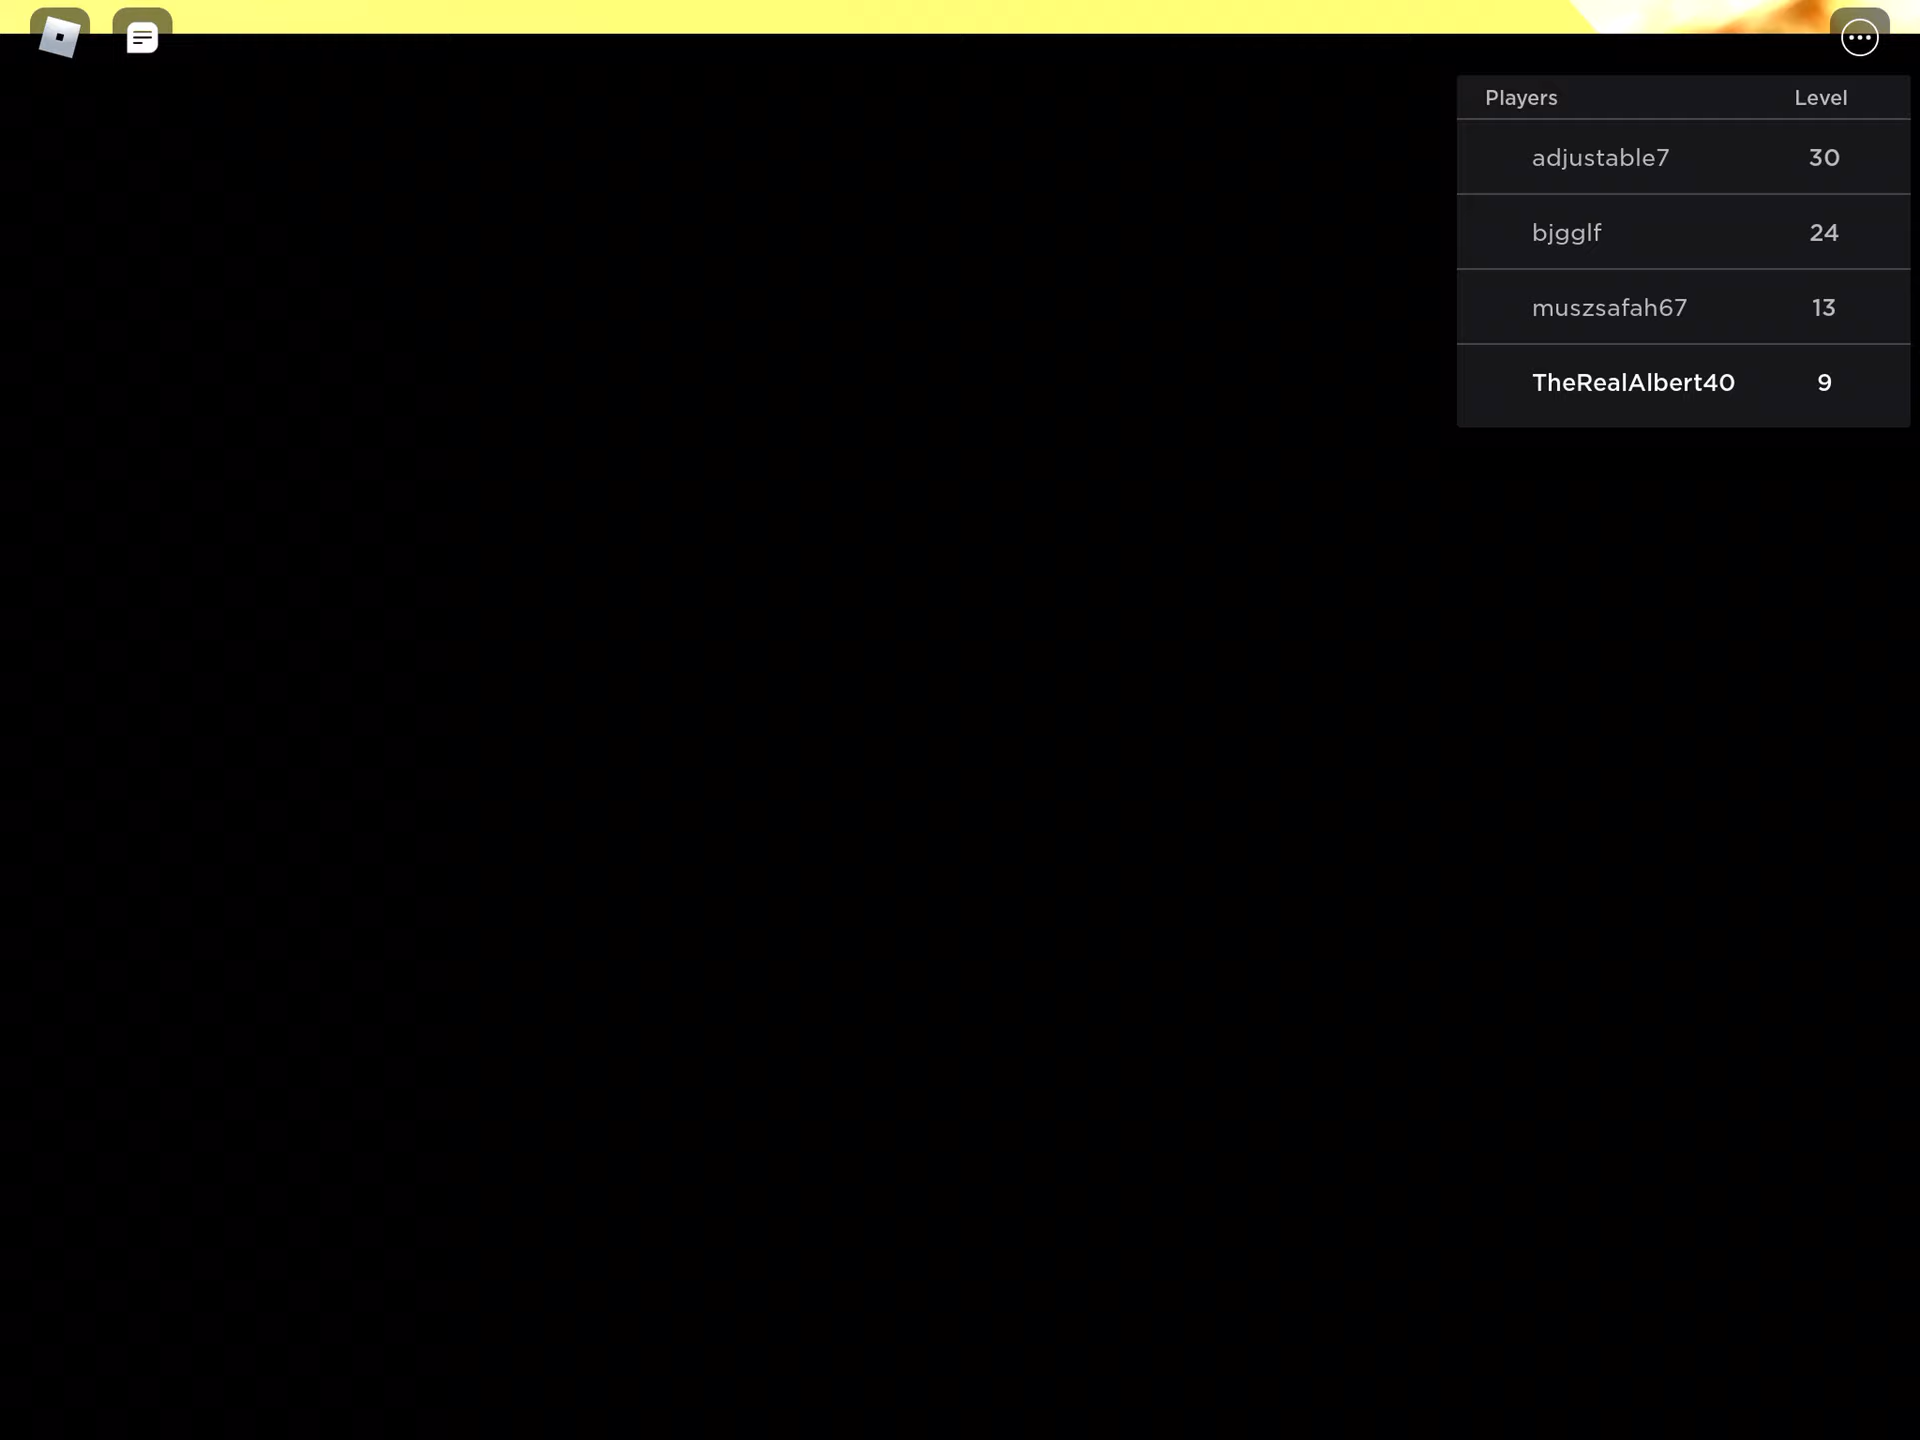 Players Level
adjustable7 30
bjgglf 24
muszsafah67 13
TheRealAlbert40 9